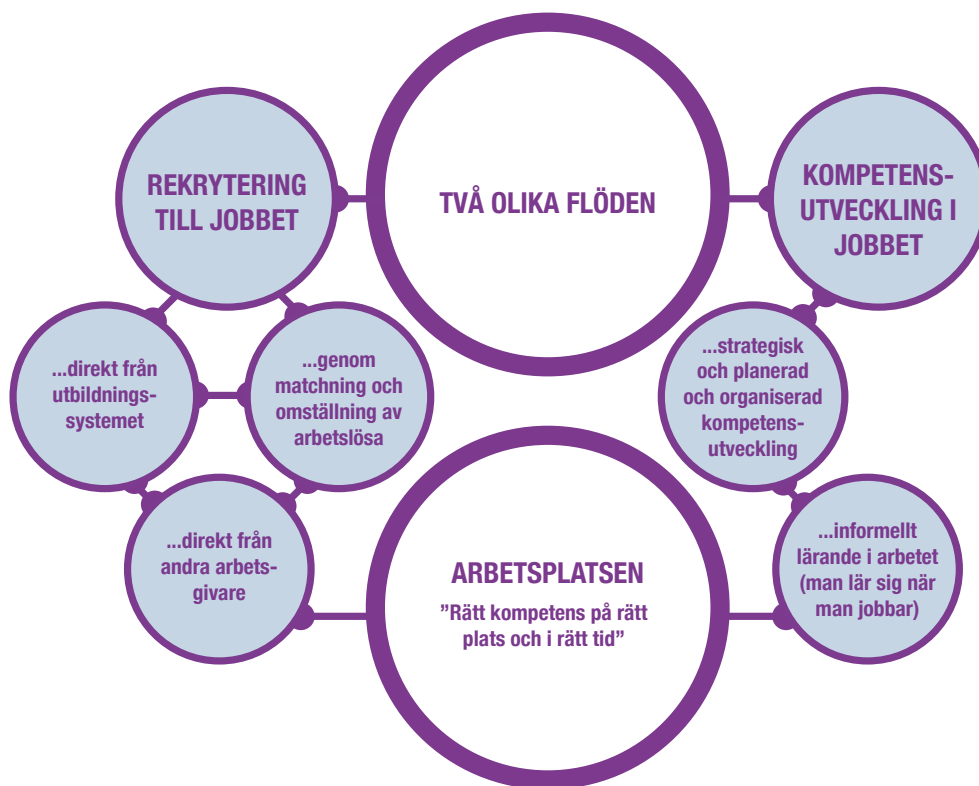 TVÅ OLIKA FLÖDEN
REKRYTERING
TILL JOBBET
...direkt från
utbildnings-
systemet
...genom
matchning och
omställning av
arbetslösa
...direkt från
andra arbets-
givare
KOMPETENS-
UTVECKLING I
JOBBET
...strategisk
och planerad
och organiserad
kompetens-
utveckling
...informellt
lärande i arbetet
(man lär sig när
man jobbar)
ARBETSPLATSEN
”Rätt kompetens på rätt
plats och i rätt tid”